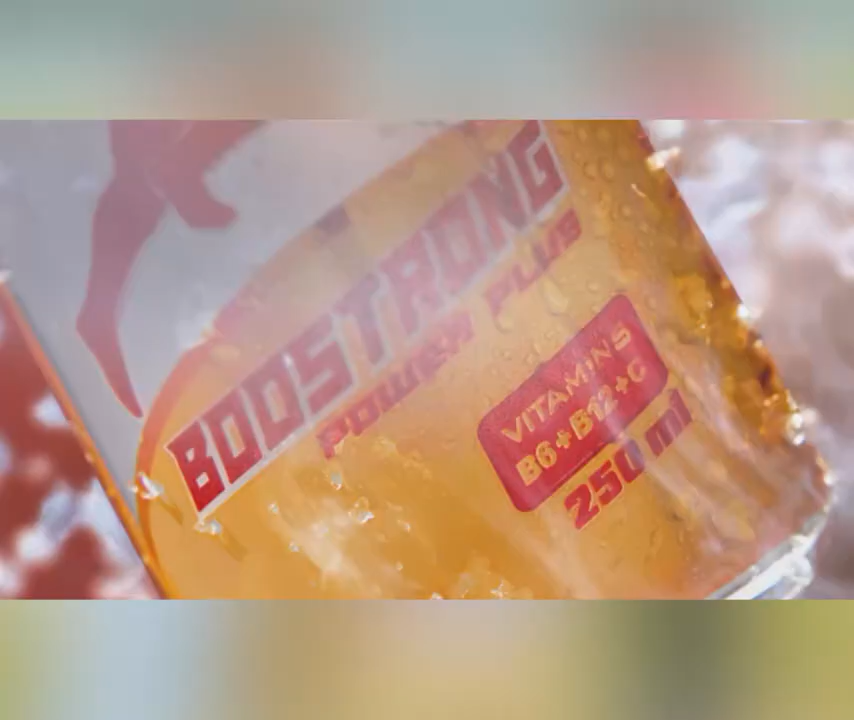 BOOSTRONG
POWER PLUS
VITAMINS
B6+B12+C
250 ml